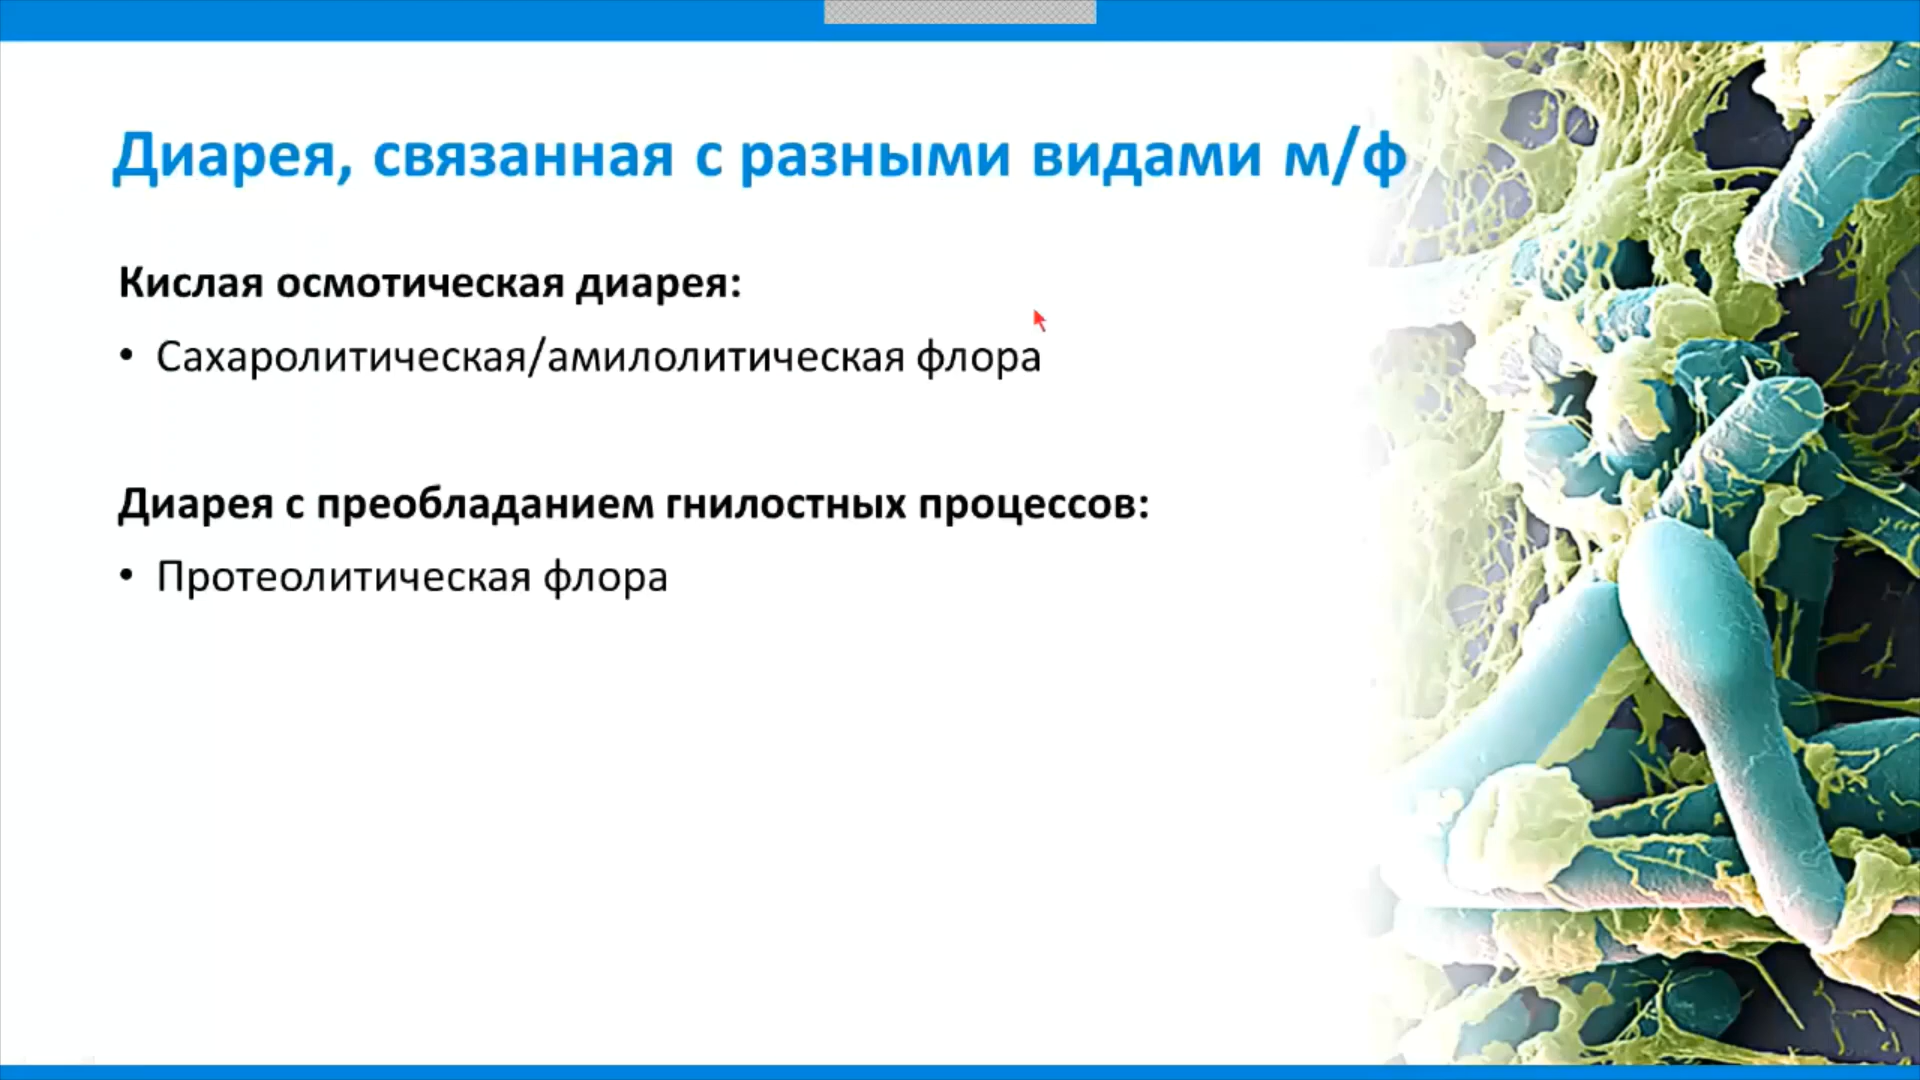 Диарея, связанная с разными видами м/ф
Кислая осмотическая диарея:
• Сахаролитическая/амилолитическая флора
Диарея с преобладанием гнилостных процессов:
• Протеолитическая флора